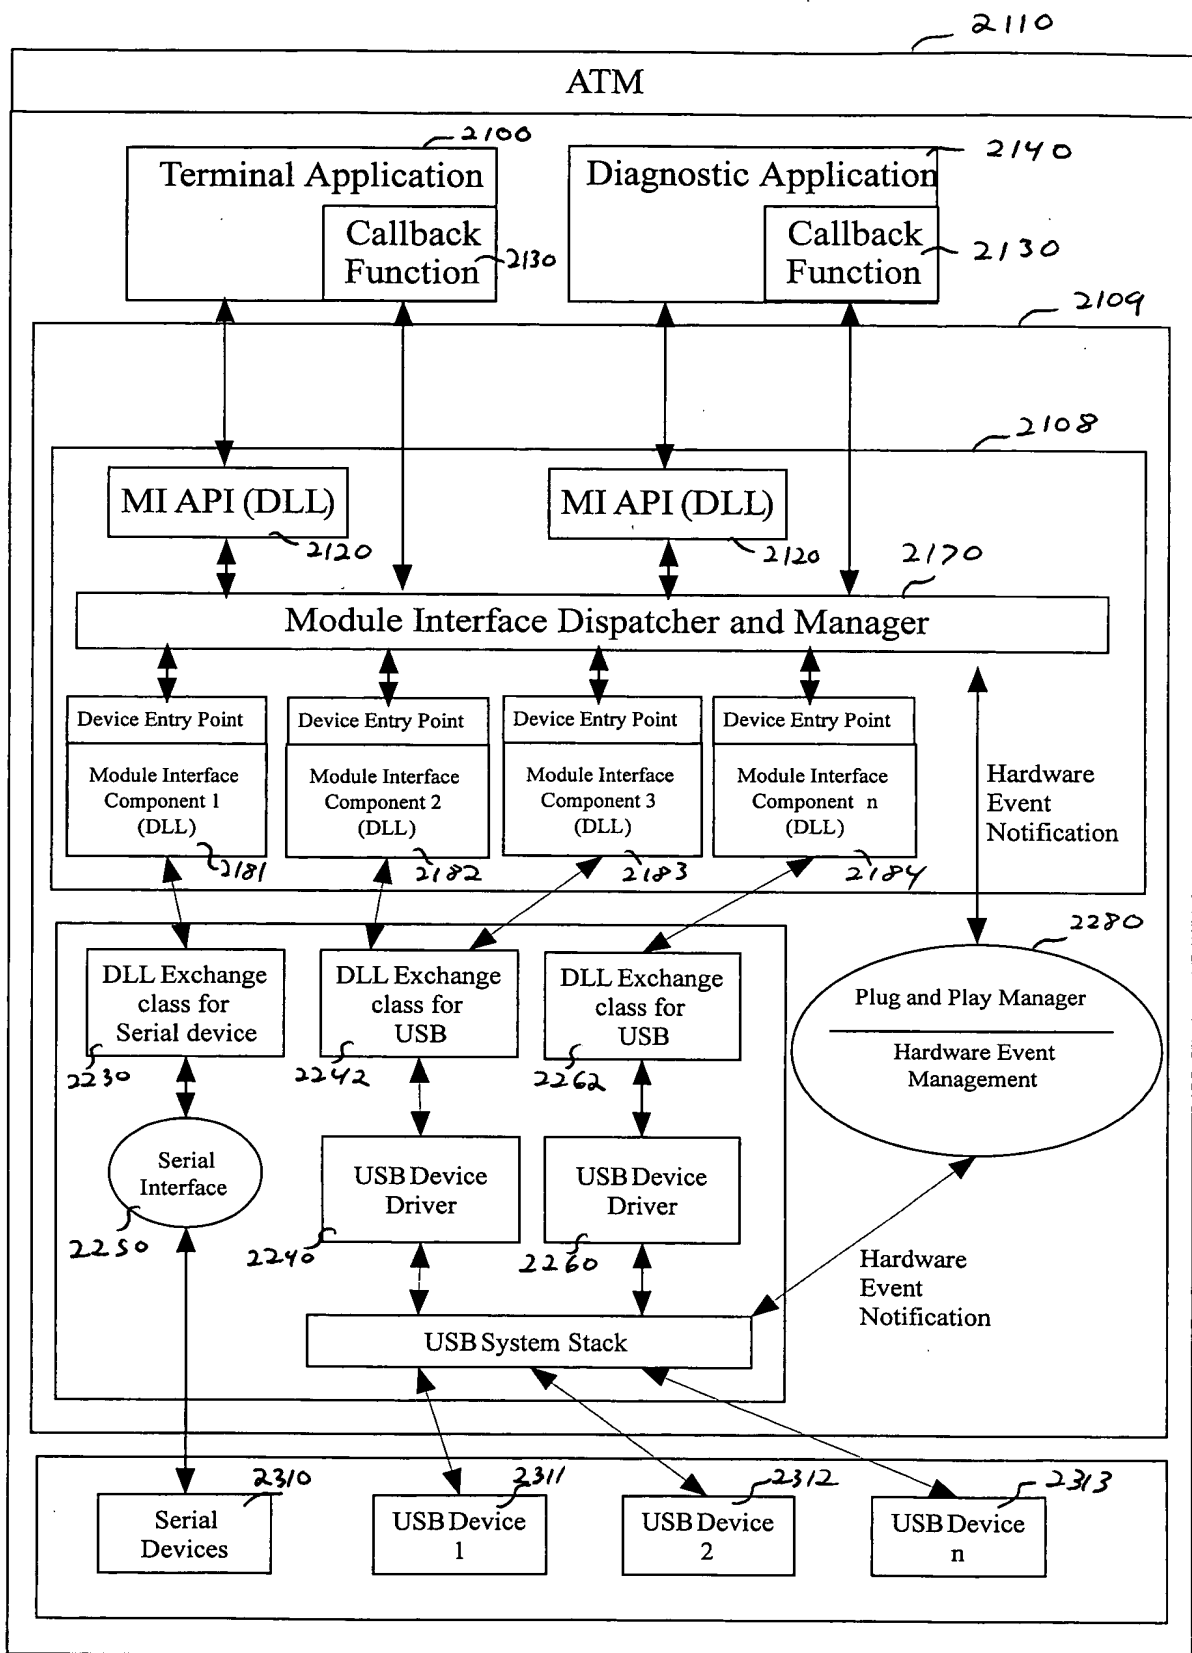 2110
ATM
2100
2140
Terminal Application
Diagnostic Application
Callback
Function
2130
Callback
Function
2130
2109
2108
MI API (DLL)
MI API (DLL)
2120
2120
2170
Module Interface Dispatcher and Manager
Device Entry Point
Device Entry Point
Device Entry Point
Device Entry Point
Module Interface
Component 1
(DLL)
Module Interface
Component 2
(DLL)
Module Interface
Component 3
(DLL)
Module Interface
Component n
(DLL)
Hardware
Event
Notification
2181
2182
2183
2184
2280
DLL Exchange
class for
Serial device
DLL Exchange
class for
USB
DLL Exchange
class for
USB
Plug and Play Manager
Hardware Event
Management
2230
2242
2262
Serial
Interface
USB Device
Driver
USB Device
Driver
2250
2240
2260
Hardware
Event
Notification
USB System Stack
2310
2311
2312
2313
Serial
Devices
USB Device
1
USB Device
2
USB Device
n